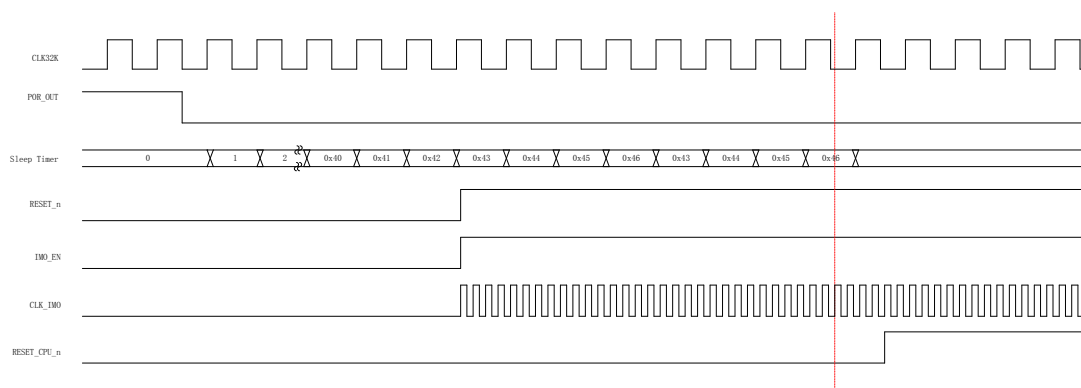 CLK32K
POR_OUT
Sleep Timer 0 1 2 0x40 0x41 0x42 0x43 0x44 0x45 0x46 0x43 0x44 0x45 0x46
RESET_n
IMO_EN
CLK_IMO
RESET_CPU_n